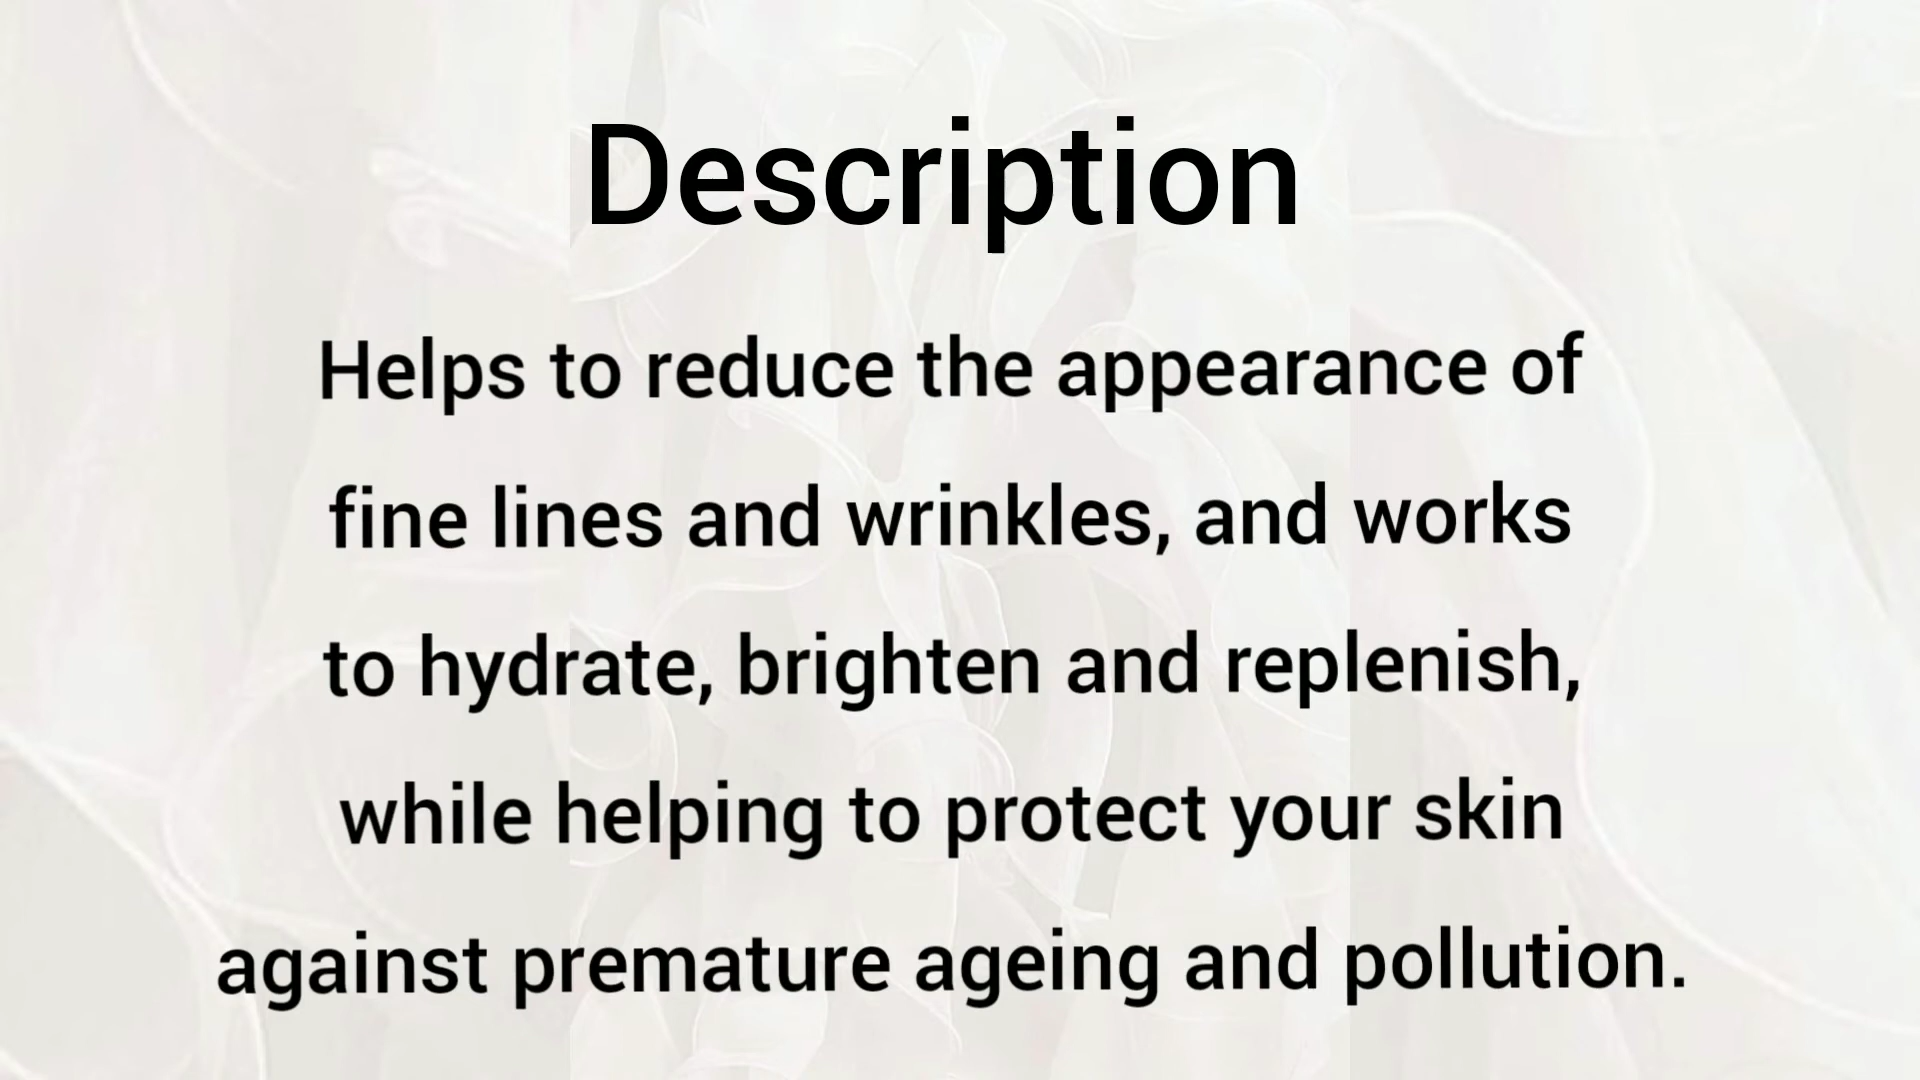 Description
Helps to reduce the appearance of
fine lines and wrinkles, and works
to hydrate, brighten and replenish,
while helping to protect your skin
against premature ageing and pollution.